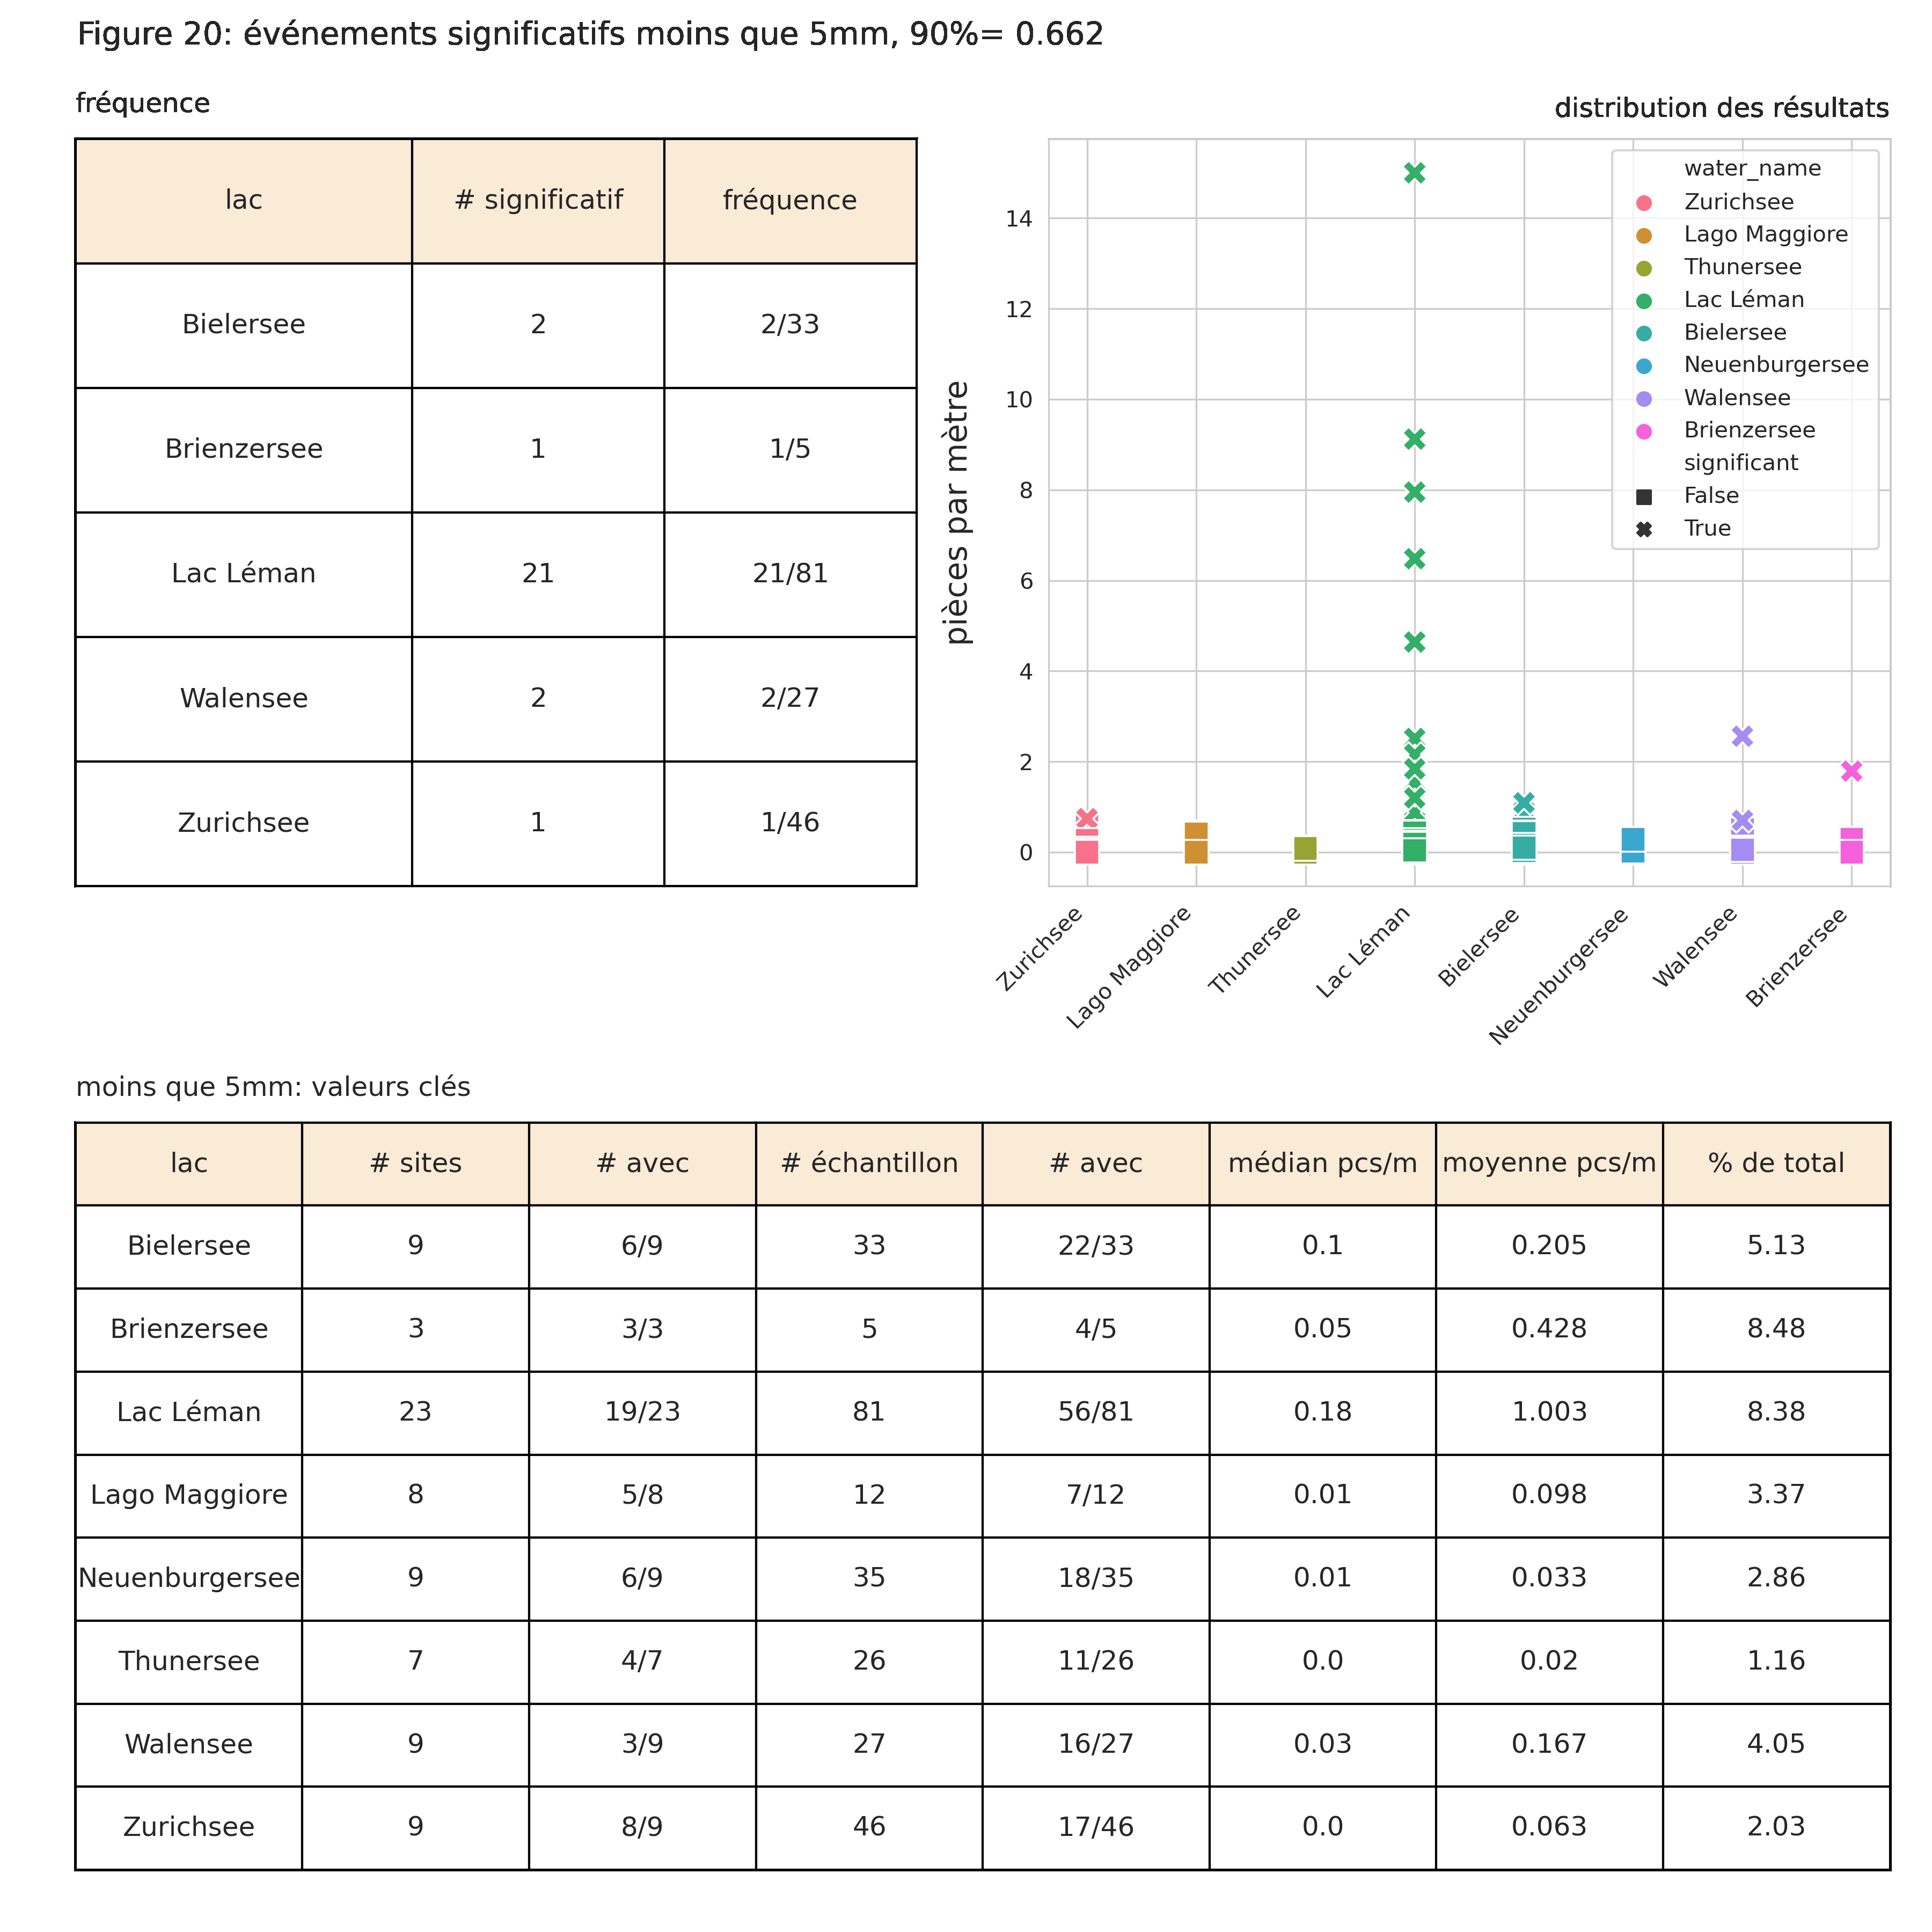 Figure 20: événements significatifs moins que 5mm, 90%= 0.662
fréquence
lac # significatif fréquence
Bielersee 2 2/33
Brienzersee 1 1/5
Lac Léman 21 21/81
Walensee 2 2/27
Zurichsee 1 1/46
distribution des résultats
pièces par mètre
14
12
10
8
6
4
2
0
water_name
Zurichsee
Lago Maggiore
Thunersee
Lac Léman
Bielersee
Neuenburgersee
Walensee
Brienzersee
significant
False
True
Zurichsee
Lago Maggiore
Thunersee
Lac Léman
Bielersee
Neuenburgersee
Walensee
Brienzersee
moins que 5mm: valeurs clés
lac # sites # avec # échantillon # avec médian pcs/m moyenne pcs/m % de total
Bielersee 9 6/9 33 22/33 0.1 0.205 5.13
Brienzersee 3 3/3 5 4/5 0.05 0.428 8.48
Lac Léman 23 19/23 81 56/81 0.18 1.003 8.38
Lago Maggiore 8 5/8 12 7/12 0.01 0.098 3.37
Neuenburgersee 9 6/9 35 18/35 0.01 0.033 2.86
Thunersee 7 4/7 26 11/26 0.0 0.02 1.16
Walensee 9 3/9 27 16/27 0.03 0.167 4.05
Zurichsee 9 8/9 46 17/46 0.0 0.063 2.03